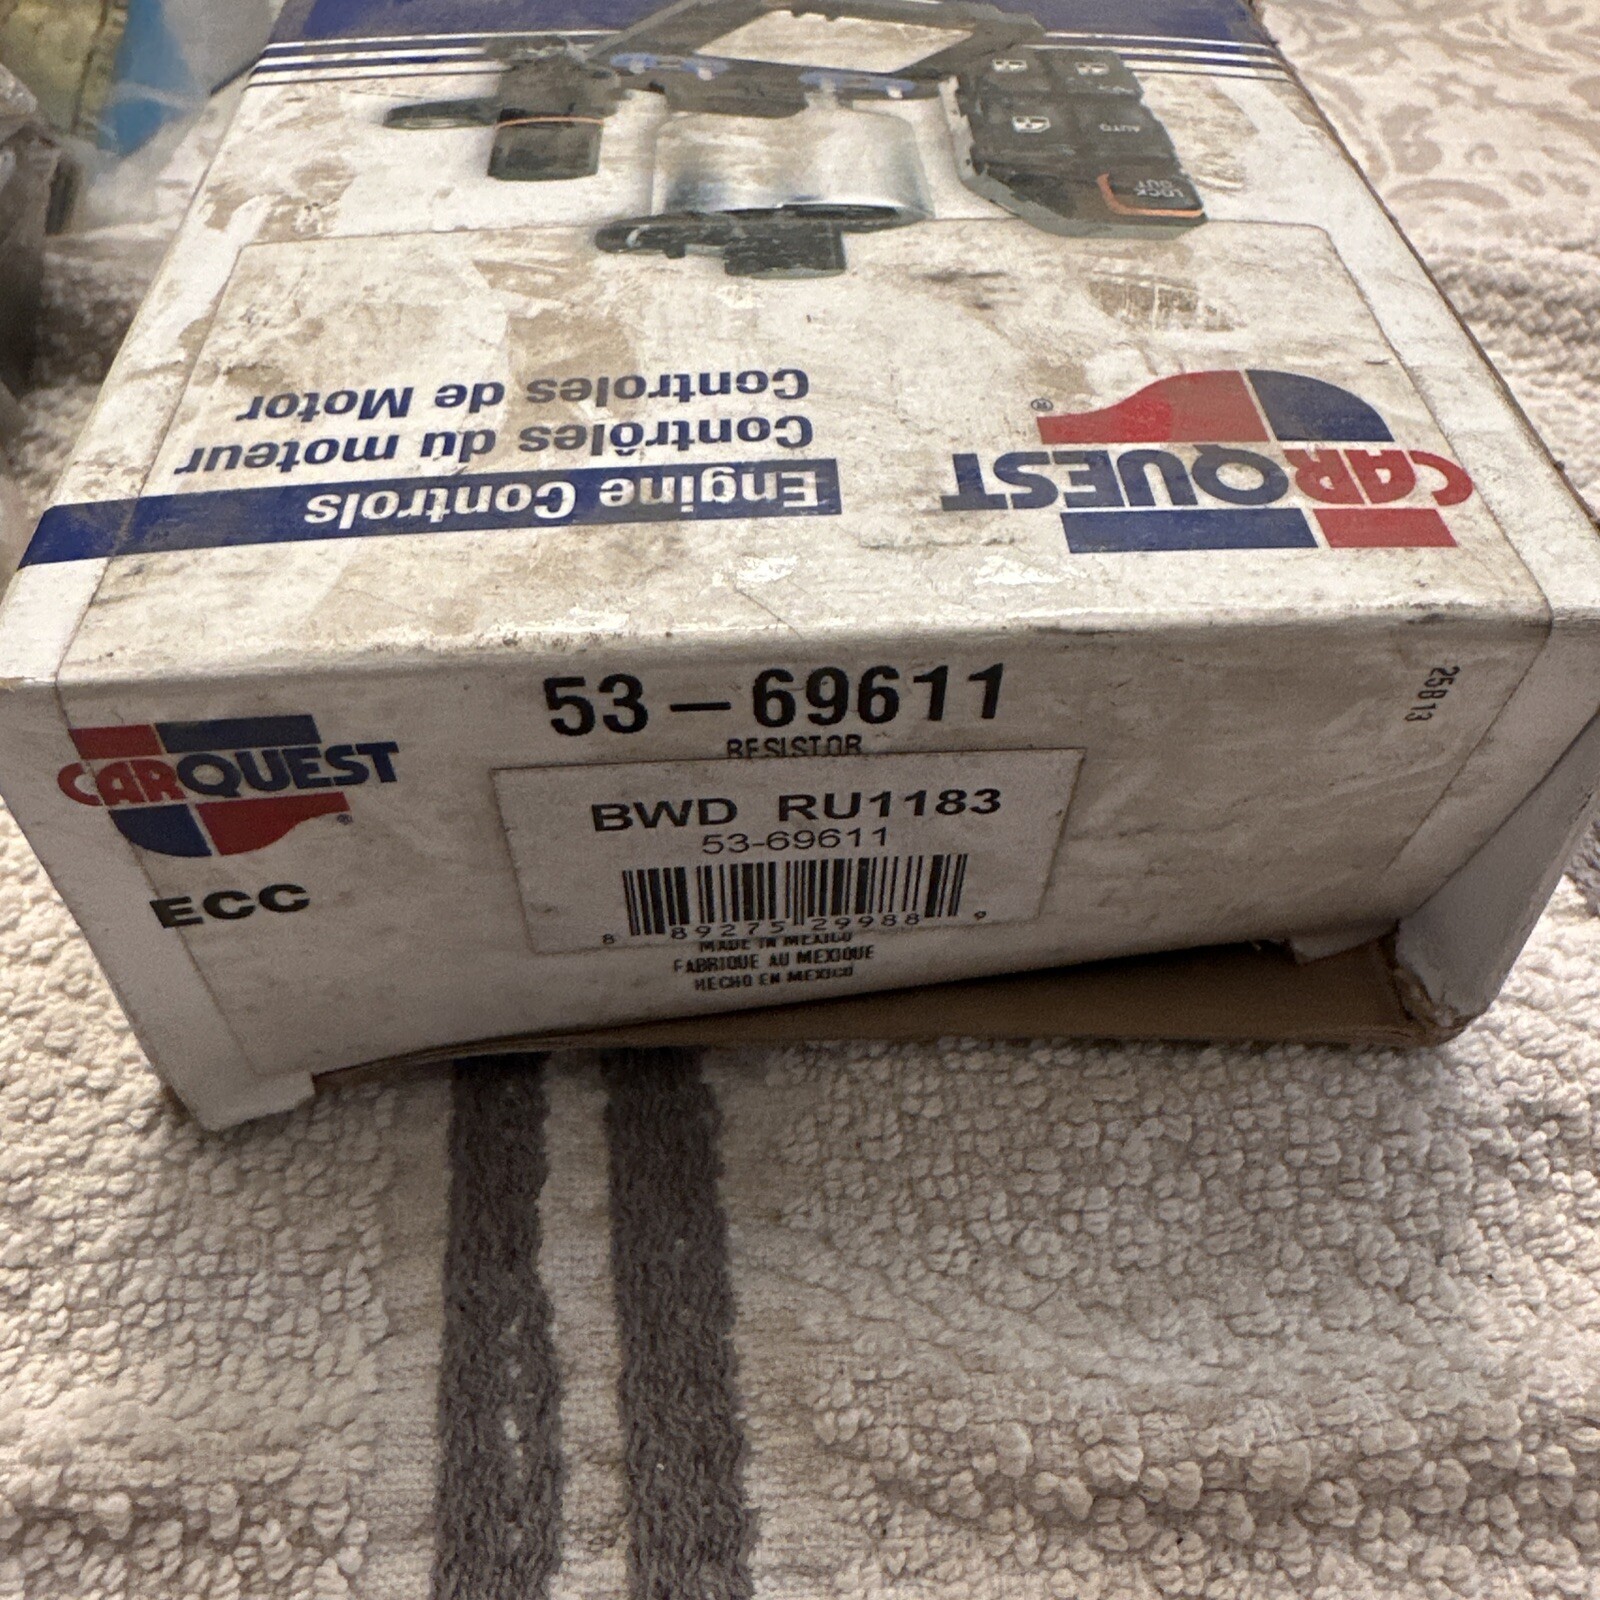 AUTO
LOCK
OUT
Controles de Motor
Contrôles du moteur
Engine Controls
CARQUEST
®
53-69611
RESISTOR
25B13
CARQUEST
®
ECC
BWD RU1183
53-69611
8 89275 29988 9
MADE IN MEXICO
FABRIQUE AU MEXIQUE
HECHO EN MEXICO